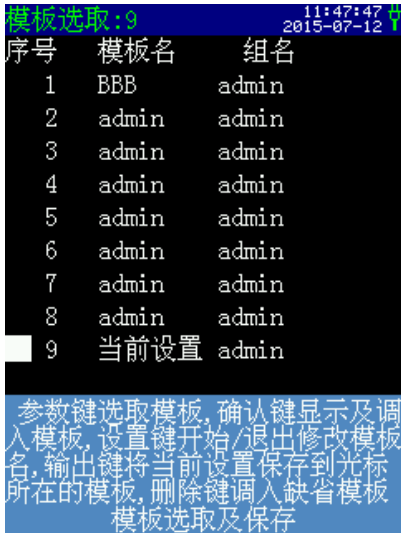 模板选取:9
11:47:47
2015-07-12
序号 模板名 组名
1 BBB admin
2 admin admin
3 admin admin
4 admin admin
5 admin admin
6 admin admin
7 admin admin
8 admin admin
9 当前设置 admin
参数键选取模板,确认键显示及调
入模板,设置键开始/退出修改模板
名,输出键将当前设置保存到光标
所在的模板,删除键调入缺省模板
模板选取及保存